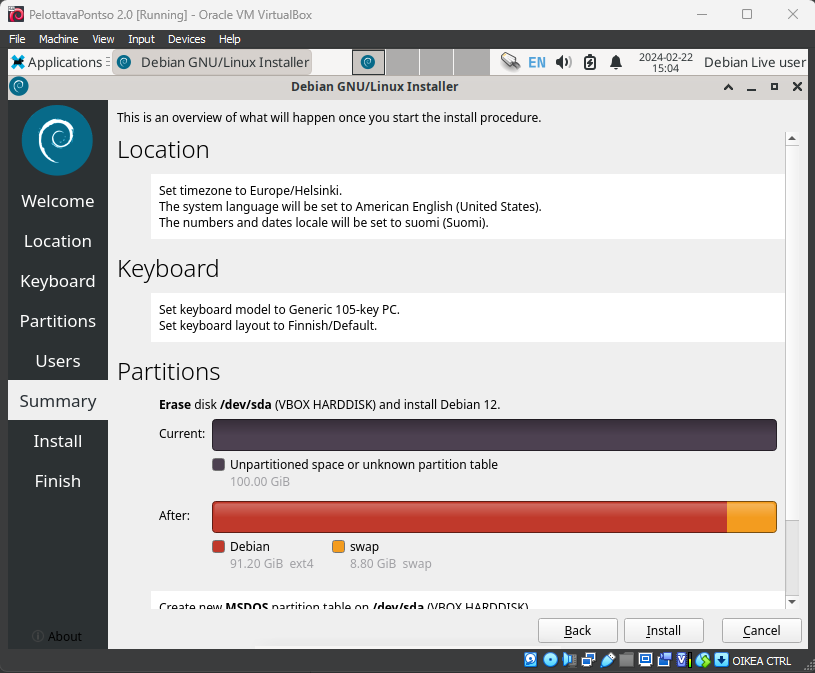 PelottavaPontso 2.0 [Running] - Oracle VM VirtualBox
File Machine View Input Devices Help
Applications Debian GNU/Linux Installer EN 2024-02-22 15:04 Debian Live user
Debian GNU/Linux Installer
This is an overview of what will happen once you start the install procedure.
Welcome
Location
Keyboard
Partitions
Users
Summary
Install
Finish
About
Location
Set timezone to Europe/Helsinki.
The system language will be set to American English (United States).
The numbers and dates locale will be set to suomi (Suomi).
Keyboard
Set keyboard model to Generic 105-key PC.
Set keyboard layout to Finnish/Default.
Partitions
Erase disk /dev/sda (VBOX HARDDISK) and install Debian 12.
Current:
Unpartitioned space or unknown partition table
100.00 GiB
After:
Debian swap
91.20 GiB ext4 8.80 GiB swap
Create new MSDOS partition table on /dev/sda (VBOX HARDDISK)
Back Install Cancel
OIKEA CTRL